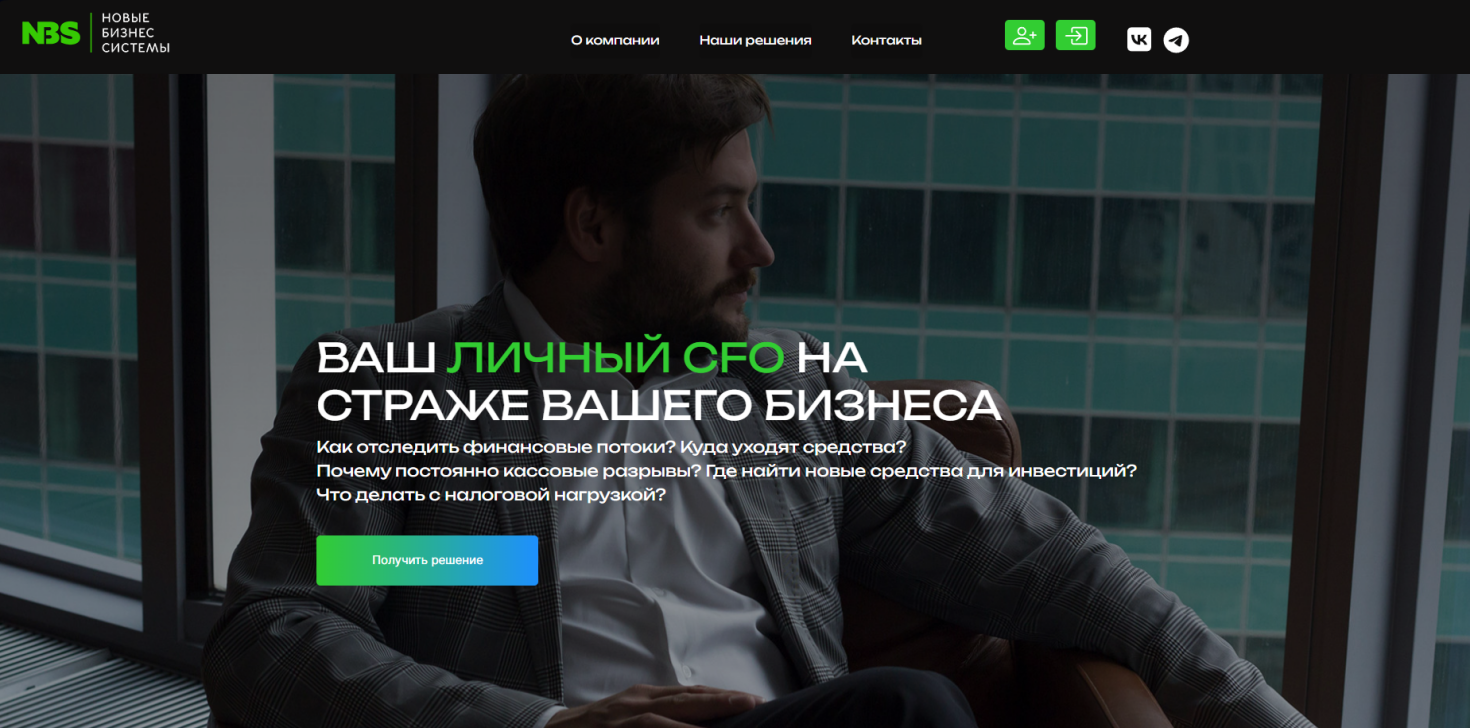 NBS
НОВЫЕ
БИЗНЕС
СИСТЕМЫ
О компании
Наши решения
Контакты
VK
ВАШ ЛИЧНЫЙ CFO НА
СТРАЖЕ ВАШЕГО БИЗНЕСА
Как отследить финансовые потоки? Куда уходят средства?
Почему постоянно кассовые разрывы? Где найти новые средства для инвестиций?
Что делать с налоговой нагрузкой?
Получить решение